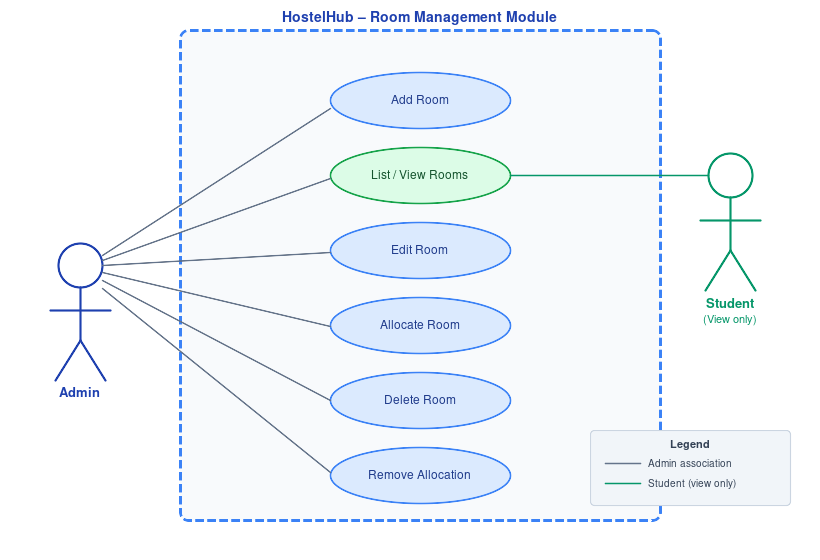 HostelHub – Room Management Module
Add Room
List / View Rooms
Edit Room
Allocate Room
Delete Room
Remove Allocation
Admin
Student
(View only)
Legend
Admin association
Student (view only)